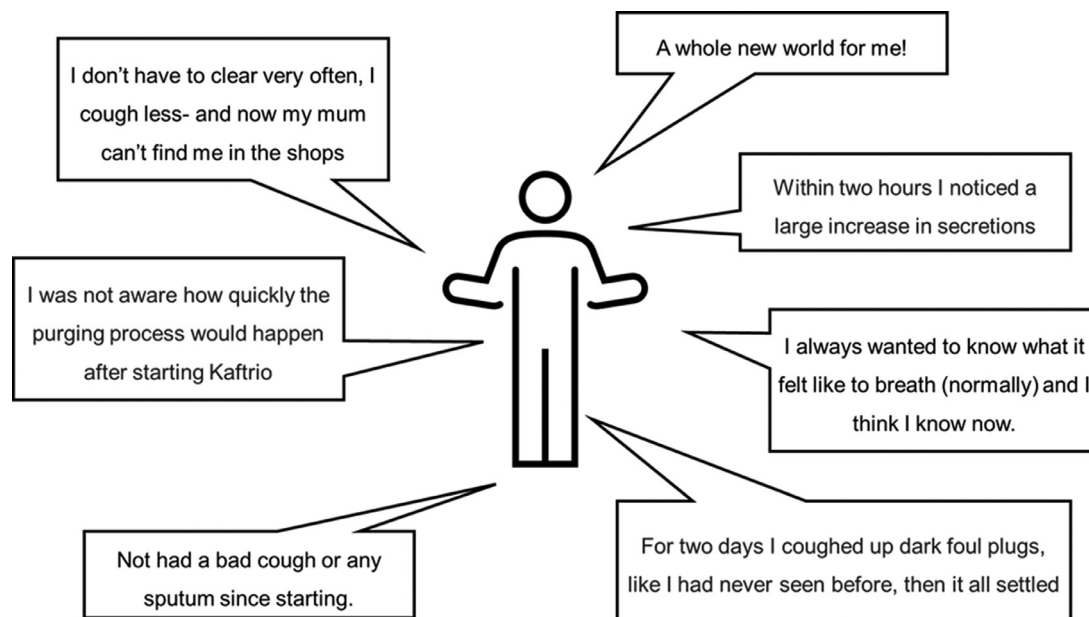 I don't have to clear very often, I
cough less- and now my mum
can't find me in the shops
A whole new world for me!
Within two hours I noticed a
large increase in secretions
I was not aware how quickly the
purging process would happen
after starting Kaftrio
I always wanted to know what it
felt like to breath (normally) and I
think I know now.
Not had a bad cough or any
sputum since starting.
For two days I coughed up dark foul plugs,
like I had never seen before, then it all settled